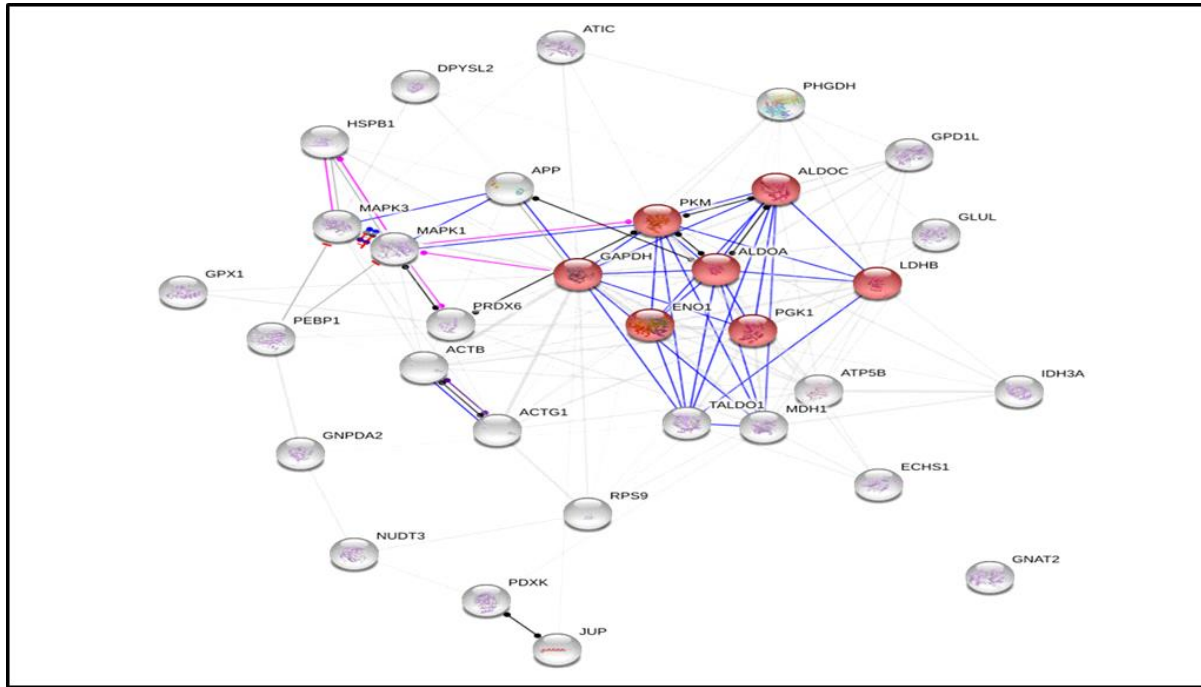 ATIC
DPYSL2
PHGDH
HSPB1
GPD1L
APP
ALDOC
PKM
MAPK3
GLUL
MAPK1
ALDOA
GAPDH
LDHB
GPX1
PRDX6
ENO1
PGK1
PEBP1
ACTB
ATP5B
IDH3A
TALDO1
MDH1
ACTG1
GNPDA2
ECHS1
RPS9
NUDT3
GNAT2
PDXK
JUP